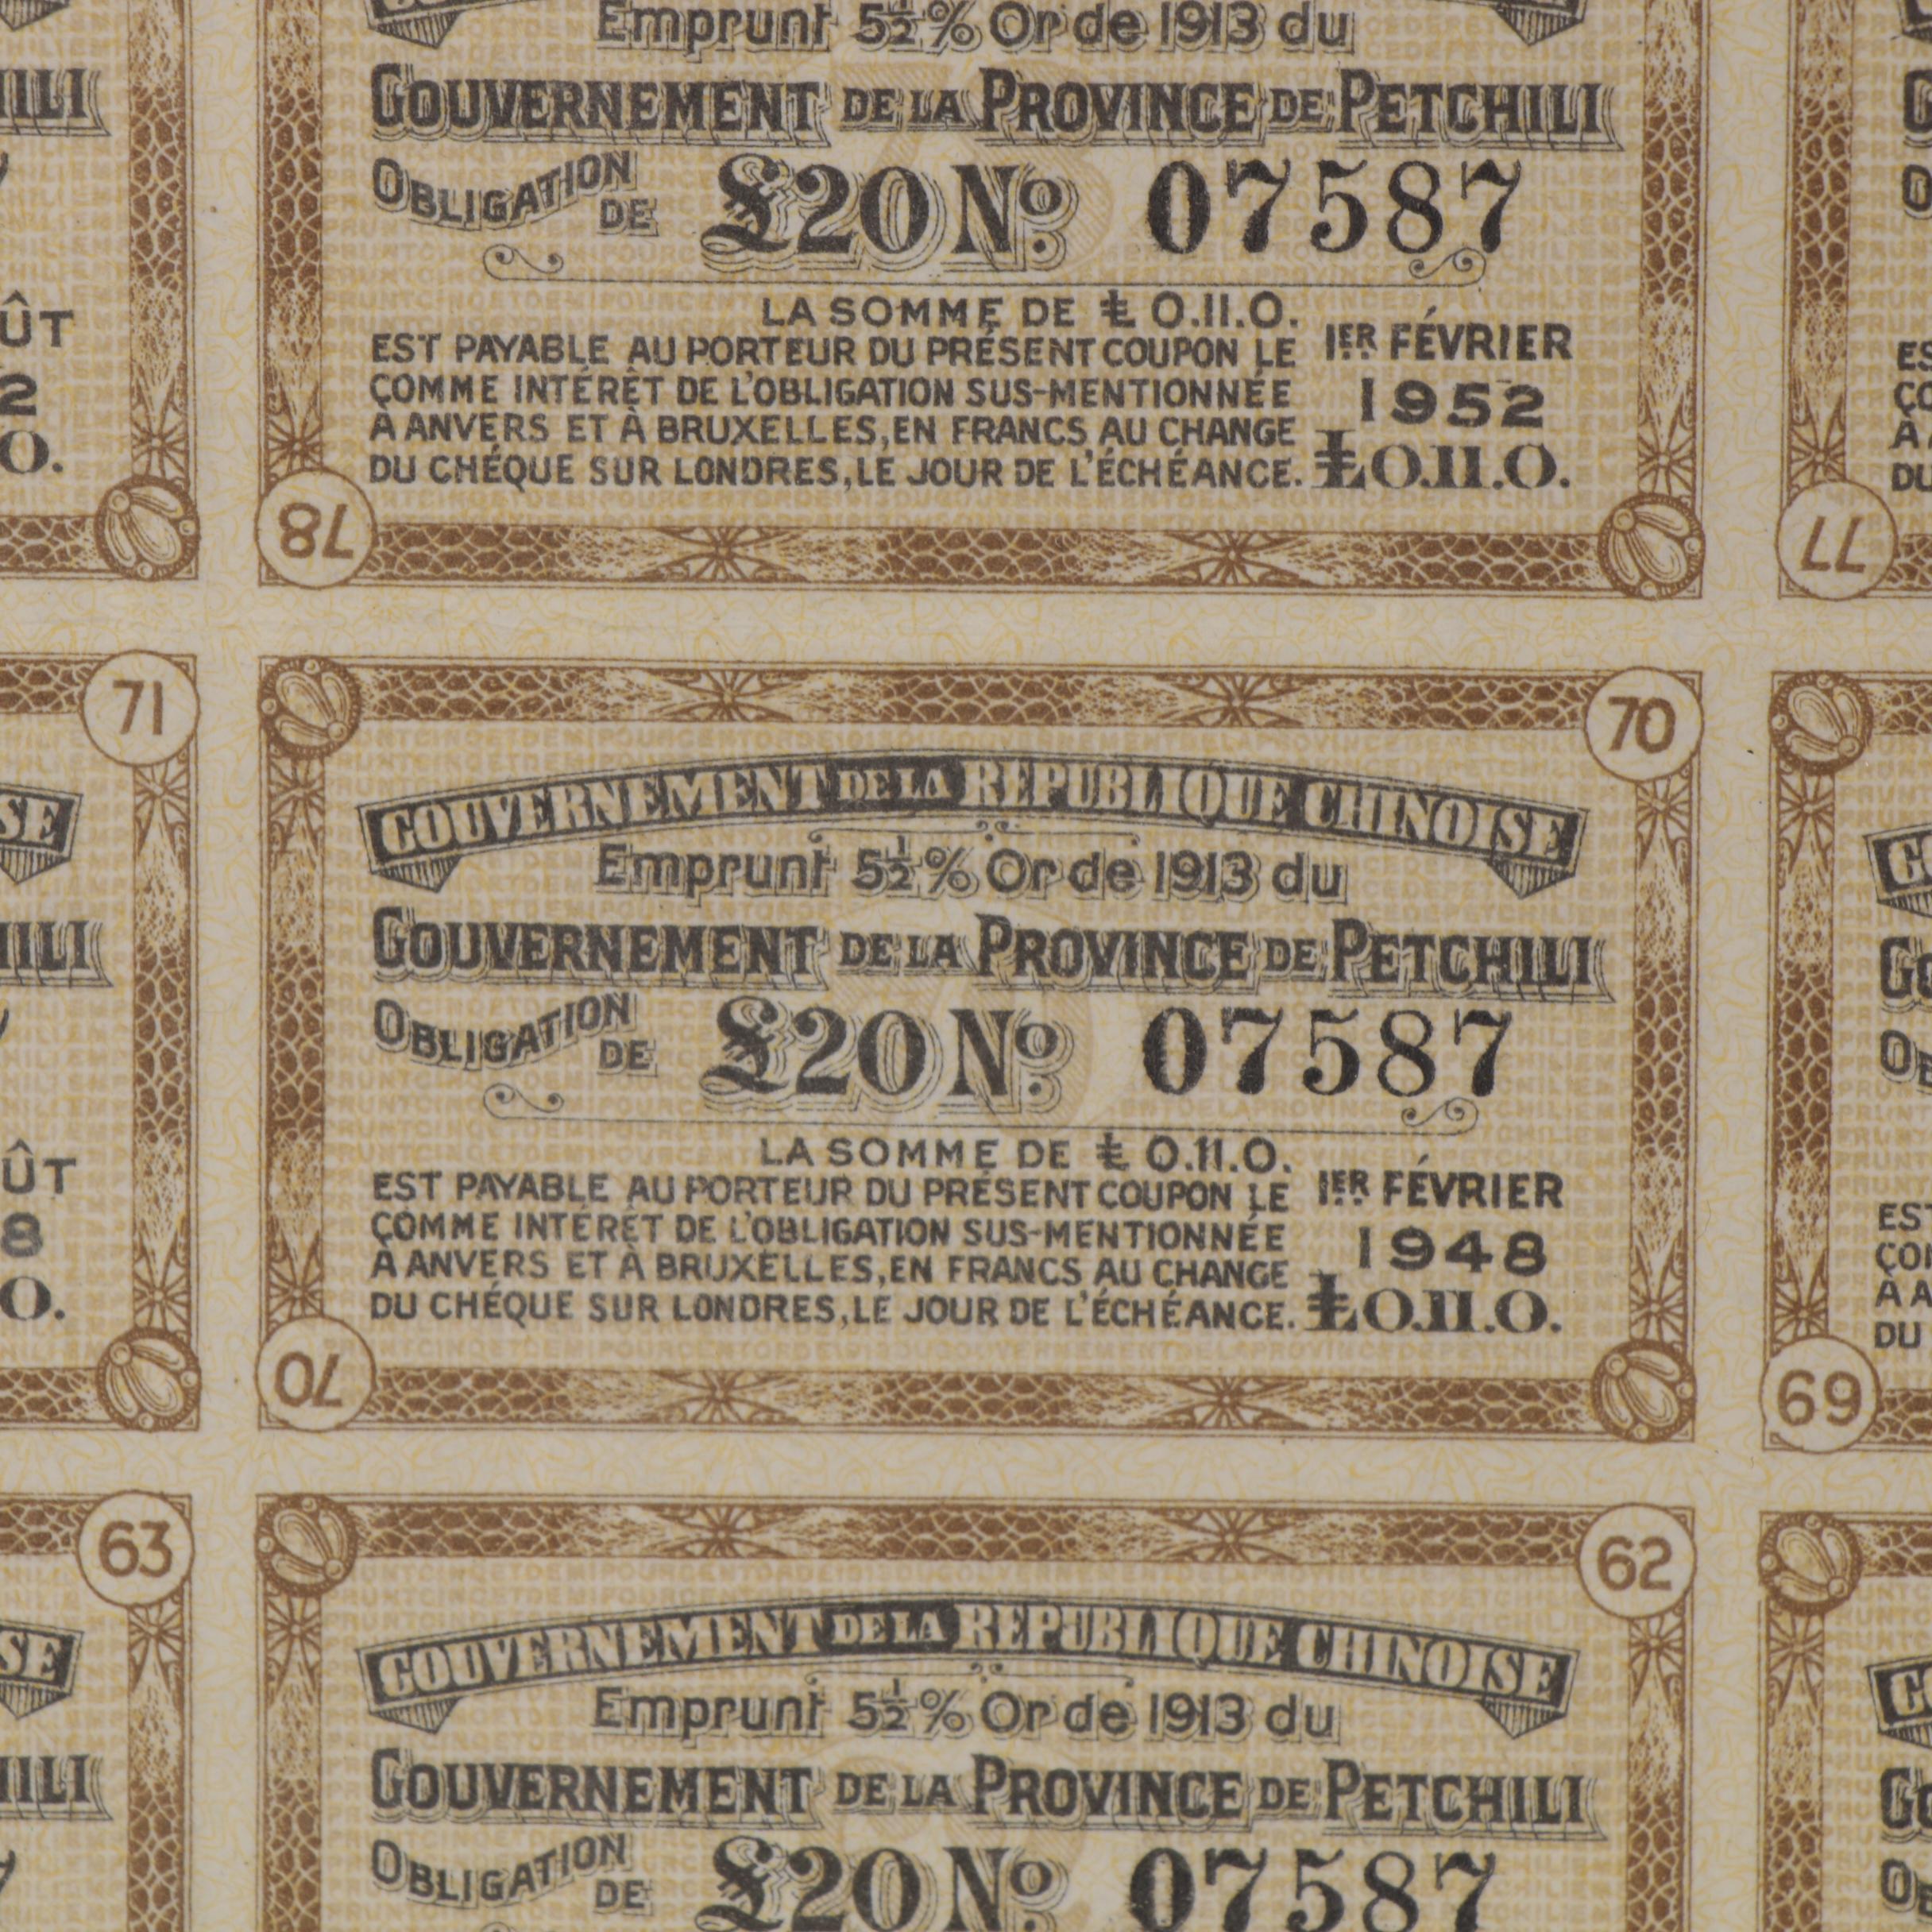 Emprunt 5½% Or de 1913 du
GOUVERNEMENT DE LA PROVINCE DE PETCHILI
OBLIGATION DE £20 No. 07587
LA SOMME DE £ 0.11.0.
EST PAYABLE AU PORTEUR DU PRÉSENT COUPON LE
COMME INTÉRÊT DE L'OBLIGATION SUS-MENTIONNÉE
À ANVERS ET À BRUXELLES, EN FRANCS AU CHANGE
DU CHÉQUE SUR LONDRES, LE JOUR DE L'ÉCHÉANCE.
1ER FÉVRIER
1952
£0.11.0.
78
77
71
70
GOUVERNEMENT DE LA REPUBLIQUE CHINOISE
Emprunt 5½% Or de 1913 du
GOUVERNEMENT DE LA PROVINCE DE PETCHILI
OBLIGATION DE £20 No. 07587
LA SOMME DE £ 0.11.0.
EST PAYABLE AU PORTEUR DU PRÉSENT COUPON LE
COMME INTÉRÊT DE L'OBLIGATION SUS-MENTIONNÉE
À ANVERS ET À BRUXELLES, EN FRANCS AU CHANGE
DU CHÉQUE SUR LONDRES, LE JOUR DE L'ÉCHÉANCE.
1ER FÉVRIER
1948
£0.11.0.
70
69
63
62
GOUVERNEMENT DE LA REPUBLIQUE CHINOISE
Emprunt 5½% Or de 1913 du
GOUVERNEMENT DE LA PROVINCE DE PETCHILI
OBLIGATION DE £20 No. 07587